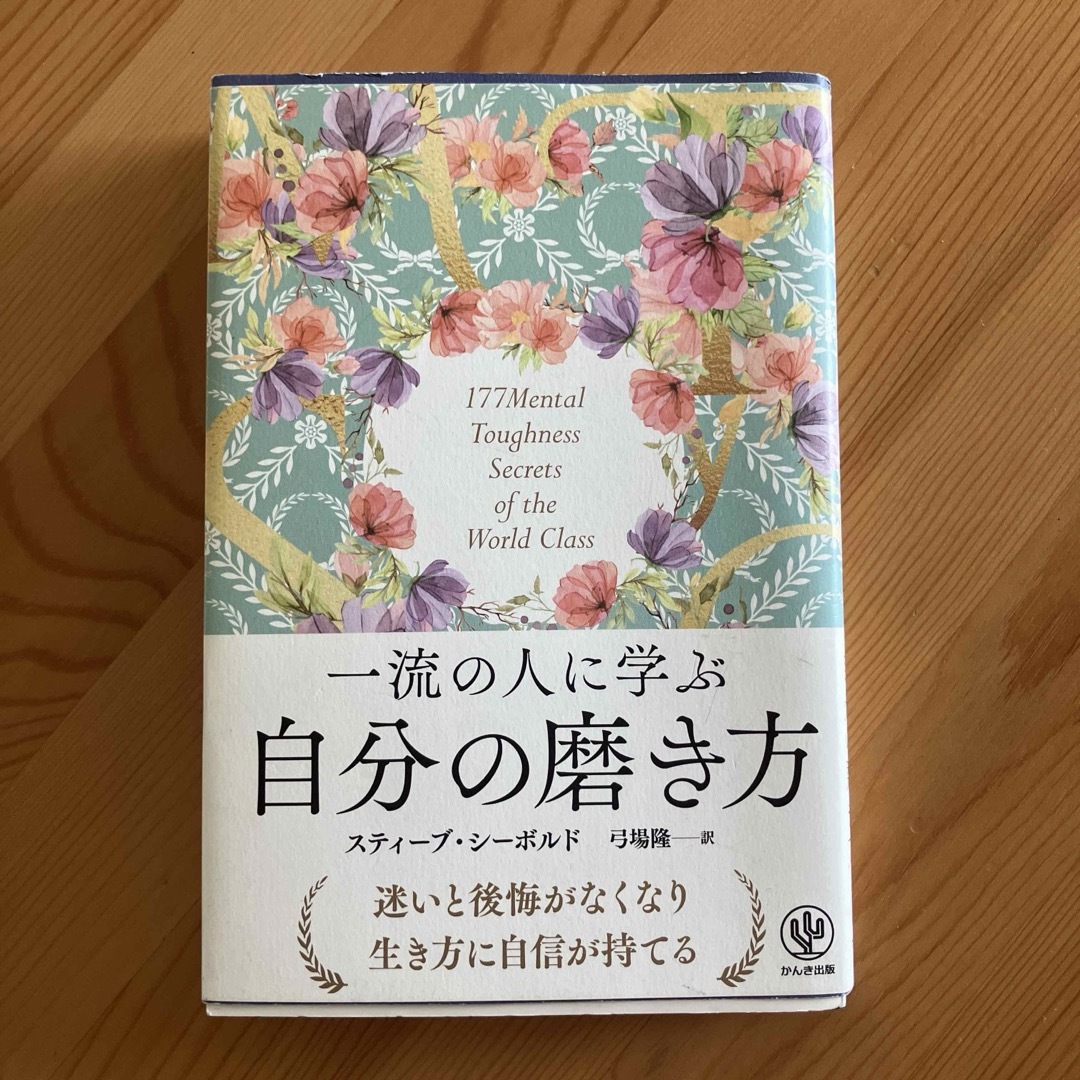 177Mental
Toughness
Secrets
of the
World Class
一流の人に学ぶ
自分の磨き方
スティーブ・シーボルド　弓場隆──訳
迷いと後悔がなくなり
生き方に自信が持てる
かんき出版